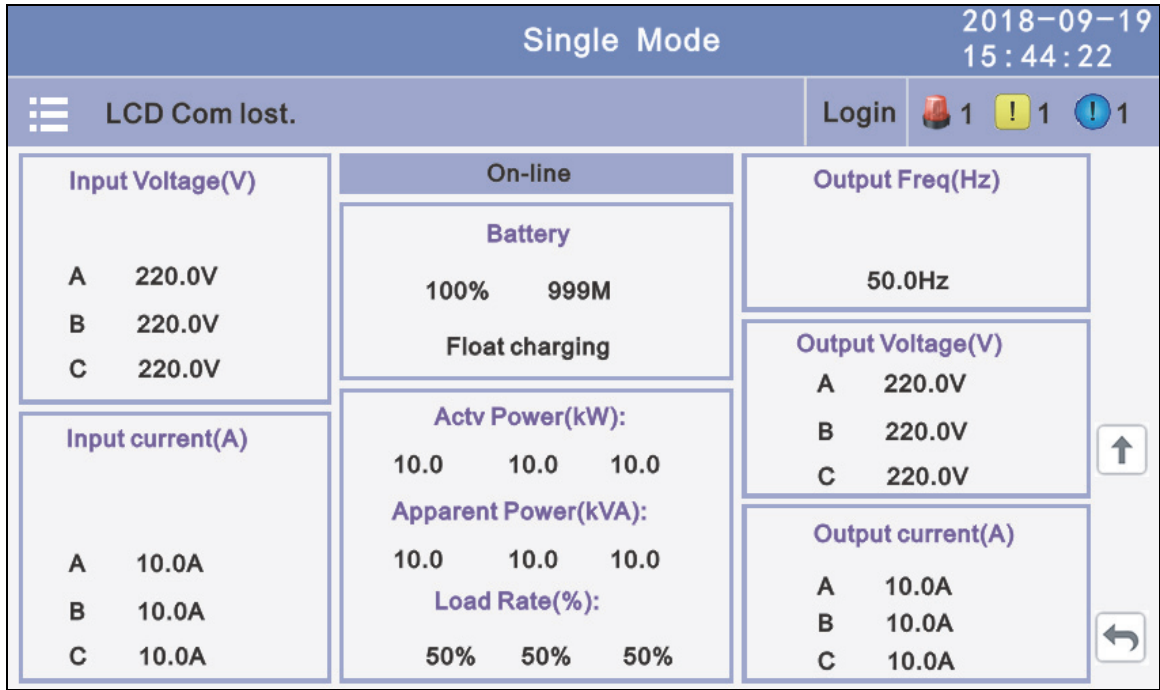 Single Mode
2018-09-19
15:44:22
LCD Com lost.
Login
1
! 1
! 1
Input Voltage(V)
A 220.0V
B 220.0V
C 220.0V
Input current(A)
A 10.0A
B 10.0A
C 10.0A
On-line
Battery
100% 999M
Float charging
Actv Power(kW):
10.0 10.0 10.0
Apparent Power(kVA):
10.0 10.0 10.0
Load Rate(%):
50% 50% 50%
Output Freq(Hz)
50.0Hz
Output Voltage(V)
A 220.0V
B 220.0V
C 220.0V
Output current(A)
A 10.0A
B 10.0A
C 10.0A